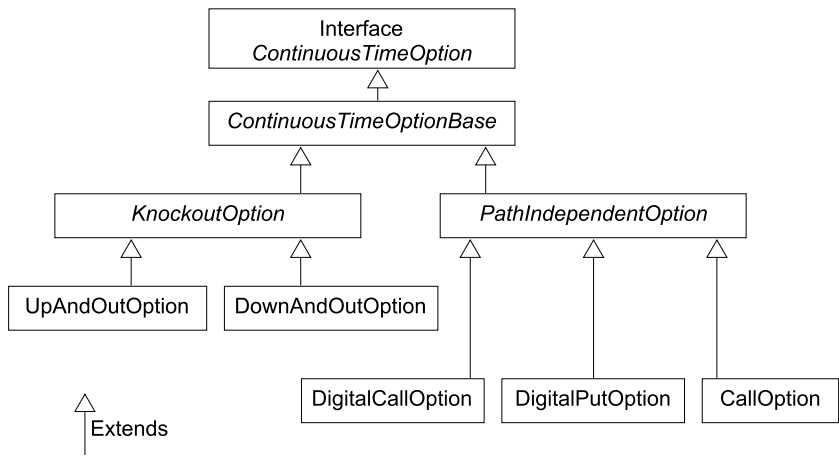 Interface
ContinuousTimeOption
ContinuousTimeOptionBase
KnockoutOption
PathIndependentOption
UpAndOutOption
DownAndOutOption
DigitalCallOption
DigitalPutOption
CallOption
Extends